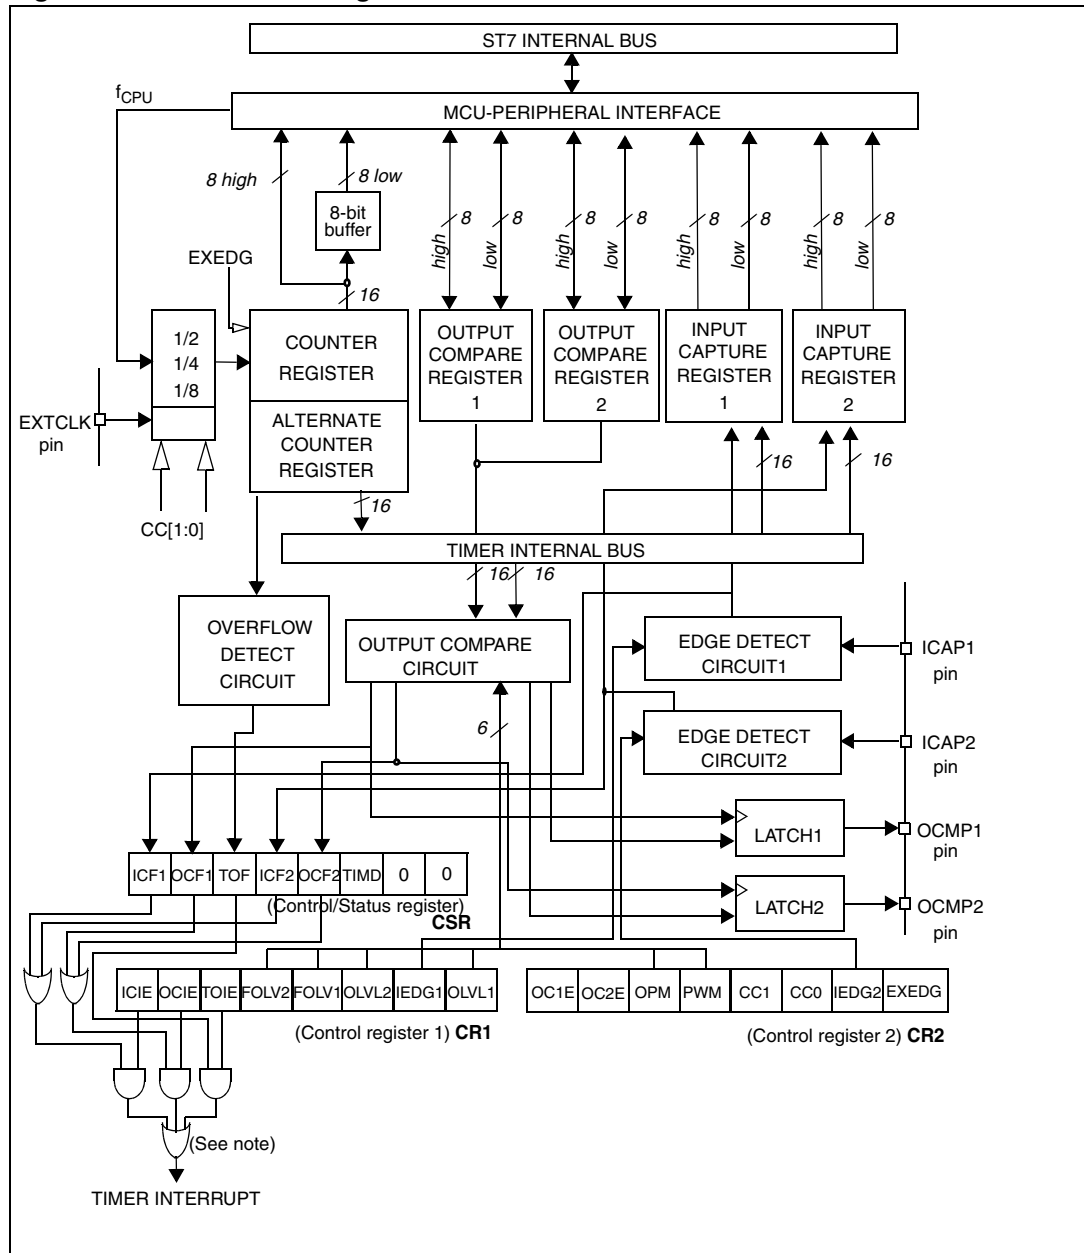 ST7 INTERNAL BUS
fCPU
MCU-PERIPHERAL INTERFACE
8 high
8 low
8-bit
buffer
8
8
8
8
8
8
8
8
high
low
high
low
high
low
high
low
EXEDG
16
1/2
1/4
1/8
COUNTER
REGISTER
OUTPUT
COMPARE
REGISTER
1
OUTPUT
COMPARE
REGISTER
2
INPUT
CAPTURE
REGISTER
1
INPUT
CAPTURE
REGISTER
2
EXTCLK
pin
ALTERNATE
COUNTER
REGISTER
16
16
16
CC[1:0]
TIMER INTERNAL BUS
16
16
OVERFLOW
DETECT
CIRCUIT
OUTPUT COMPARE
CIRCUIT
EDGE DETECT
CIRCUIT1
ICAP1
pin
6
EDGE DETECT
CIRCUIT2
ICAP2
pin
LATCH1
OCMP1
pin
ICF1 OCF1 TOF ICF2 OCF2 TIMD 0 0
(Control/Status register)
CSR
LATCH2
OCMP2
pin
ICIE OCIE TOIE FOLV2 FOLV1 OLVL2 IEDG1 OLVL1
OC1E OC2E OPM PWM CC1 CC0 IEDG2 EXEDG
(Control register 1) CR1
(Control register 2) CR2
(See note)
TIMER INTERRUPT